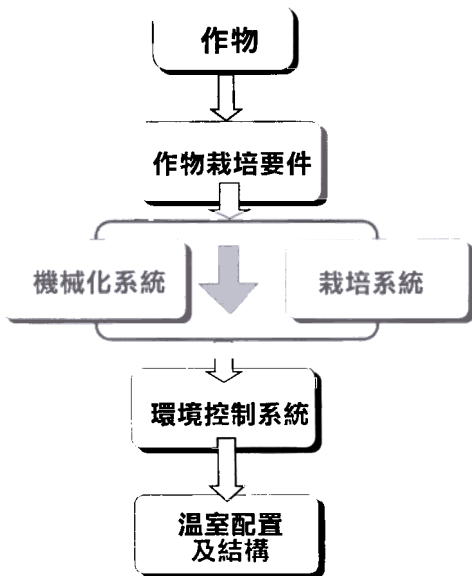 作物
作物栽培要件
機械化系統
栽培系統
環境控制系統
温室配置
及結構